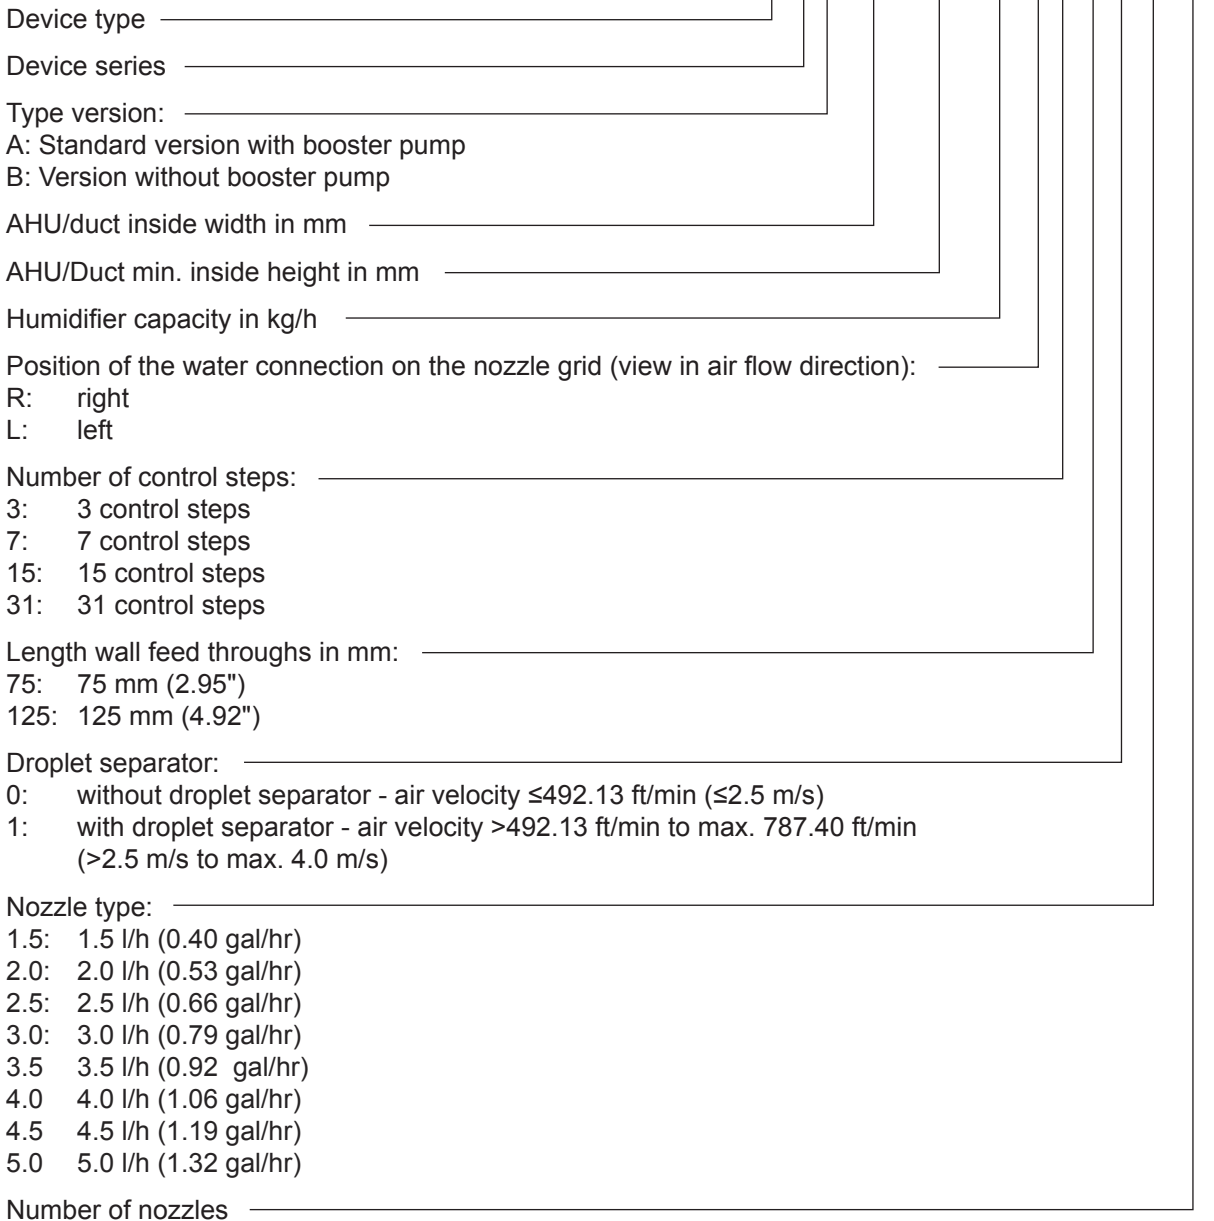 Device type
Device series
Type version:
A: Standard version with booster pump
B: Version without booster pump
AHU/duct inside width in mm
AHU/Duct min. inside height in mm
Humidifier capacity in kg/h
Position of the water connection on the nozzle grid (view in air flow direction):
R: right
L: left
Number of control steps:
3: 3 control steps
7: 7 control steps
15: 15 control steps
31: 31 control steps
Length wall feed throughs in mm:
75: 75 mm (2.95")
125: 125 mm (4.92")
Droplet separator:
0: without droplet separator - air velocity ≤492.13 ft/min (≤2.5 m/s)
1: with droplet separator - air velocity >492.13 ft/min to max. 787.40 ft/min
(>2.5 m/s to max. 4.0 m/s)
Nozzle type:
1.5: 1.5 l/h (0.40 gal/hr)
2.0: 2.0 l/h (0.53 gal/hr)
2.5: 2.5 l/h (0.66 gal/hr)
3.0: 3.0 l/h (0.79 gal/hr)
3.5 3.5 l/h (0.92 gal/hr)
4.0 4.0 l/h (1.06 gal/hr)
4.5 4.5 l/h (1.19 gal/hr)
5.0 5.0 l/h (1.32 gal/hr)
Number of nozzles